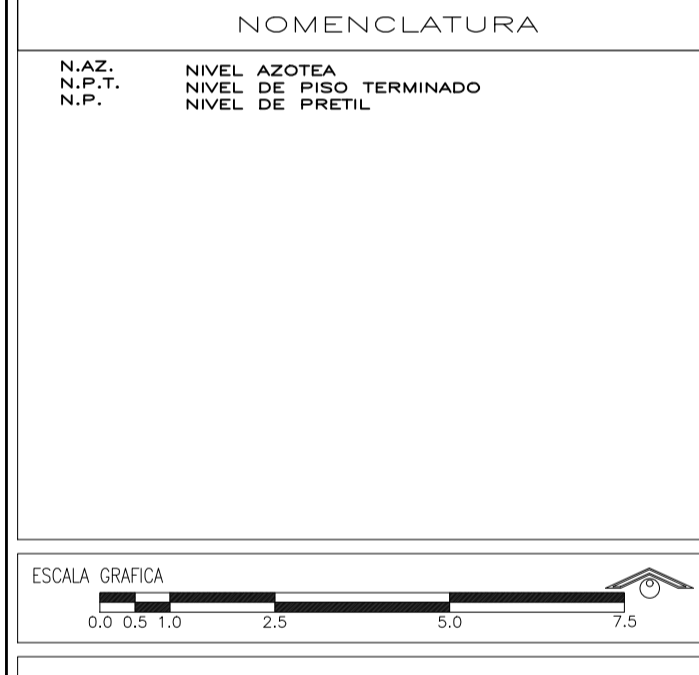 NOMENCLATURA
N.AZ. NIVEL AZOTEA
N.P.T. NIVEL DE PISO TERMINADO
N.P. NIVEL DE PRETIL
ESCALA GRAFICA
0.0 0.5 1.0 2.5 5.0 7.5